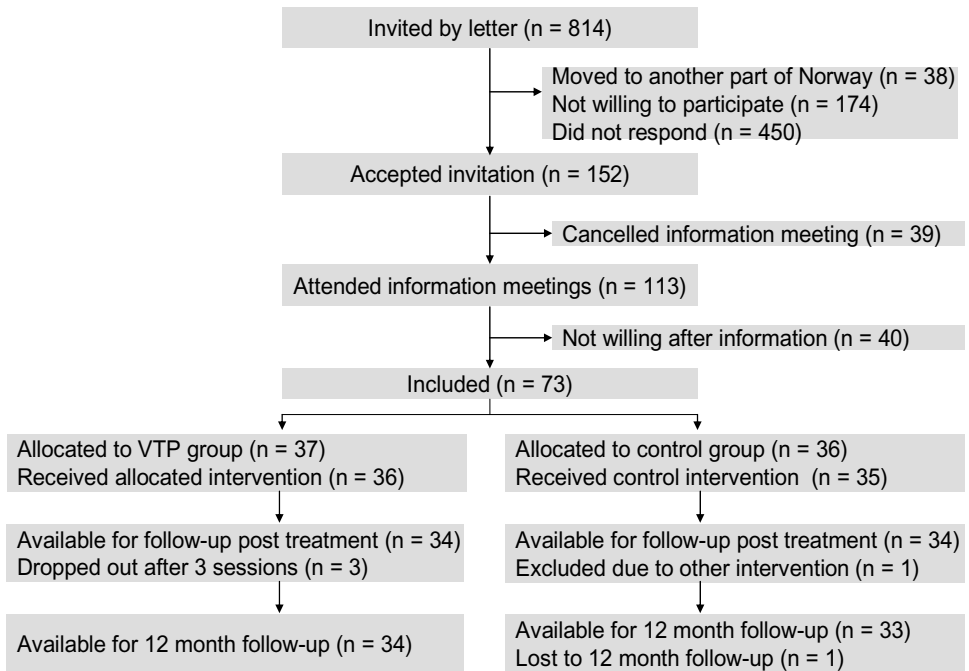 Invited by letter (n = 814)
Moved to another part of Norway (n = 38)
Not willing to participate (n = 174)
Did not respond (n = 450)
Accepted invitation (n = 152)
Cancelled information meeting (n = 39)
Attended information meetings (n = 113)
Not willing after information (n = 40)
Included (n = 73)
Allocated to VTP group (n = 37)
Received allocated intervention (n = 36)
Allocated to control group (n = 36)
Received control intervention (n = 35)
Available for follow-up post treatment (n = 34)
Dropped out after 3 sessions (n = 3)
Available for follow-up post treatment (n = 34)
Excluded due to other intervention (n = 1)
Available for 12 month follow-up (n = 34)
Available for 12 month follow-up (n = 33)
Lost to 12 month follow-up (n = 1)